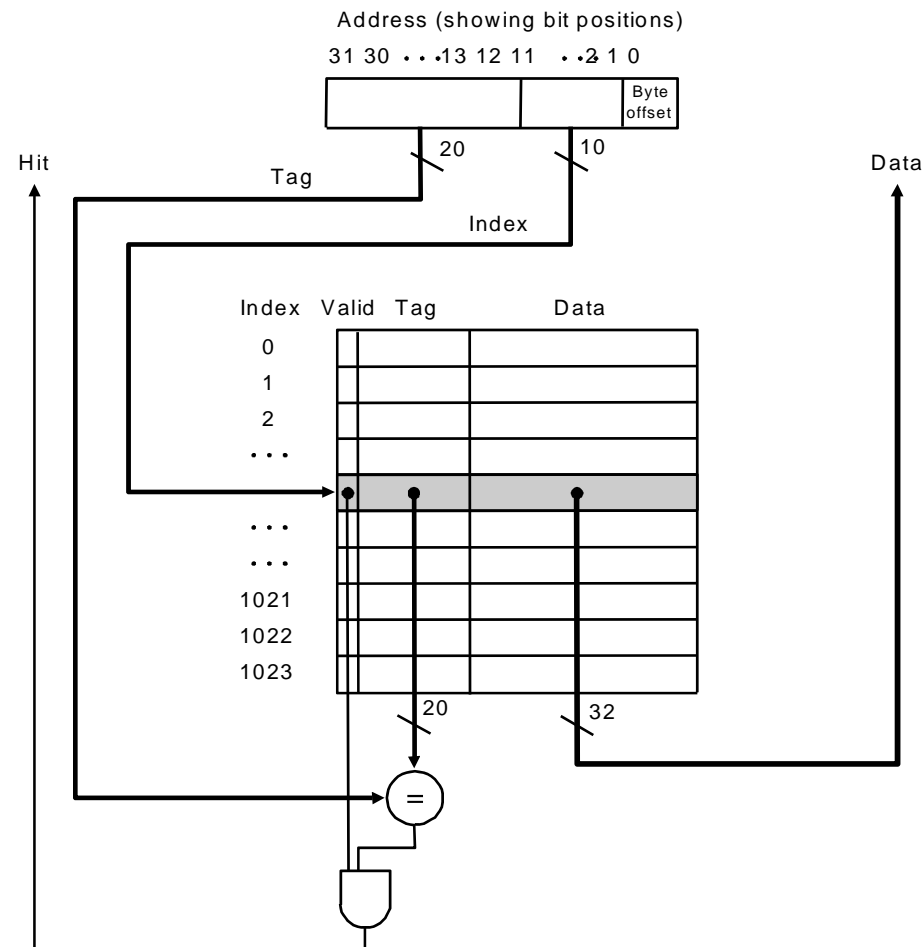 Address (showing bit positions)
31 30 • • •13 12 11 • •2 1 0
Byte
offset
20
10
Hit
Data
Tag
Index
Index Valid Tag Data
0
1
2
• • •
• • •
• • •
1021
1022
1023
20
32
=